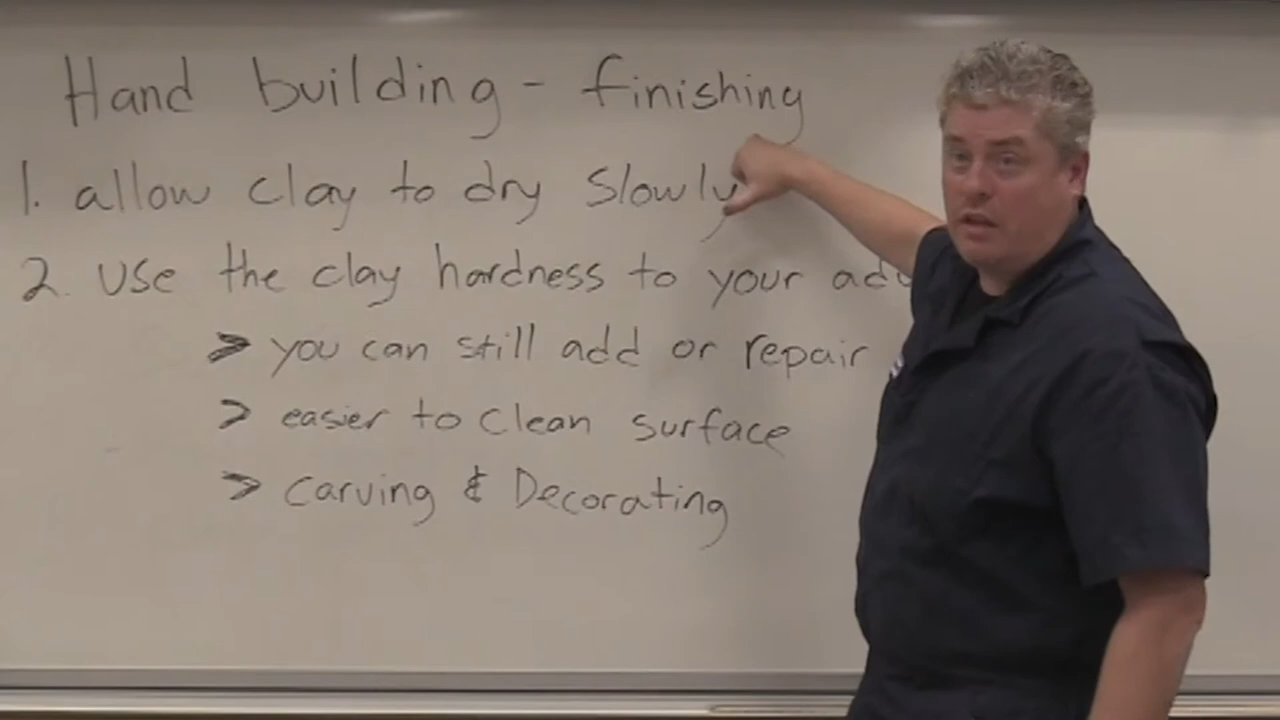 Hand building - finishing
1. allow clay to dry slowly
2. Use the clay hardness to your
> you can still add or repair
> easier to clean surface
> Carving & Decorating